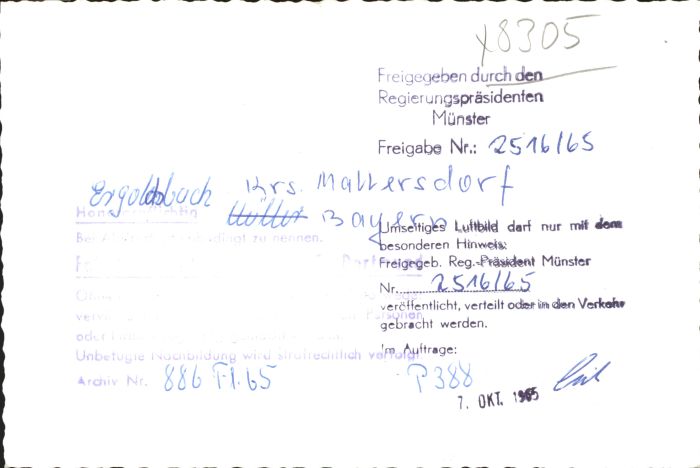 x8305
Freigegeben durch den
Regierungspräsidenten
Münster
Freigabe Nr.: 2516/65
Ergoldsbach Krs. Mallersdorf
Bayern
Umseitiges Luftbild darf nur mit dem
besonderen Hinweis:
Freigegeb. Reg.-Präsident Münster
Nr. 2516/65
veröffentlicht, verteilt oder in den Verkehr
gebracht werden.
Im Auftrage:
7. OKT. 1965
zu nennen.
Unbefugte Nachbildung wird strafrechtlich verfolgt
Archiv Nr. 886 Fl. 65 P388